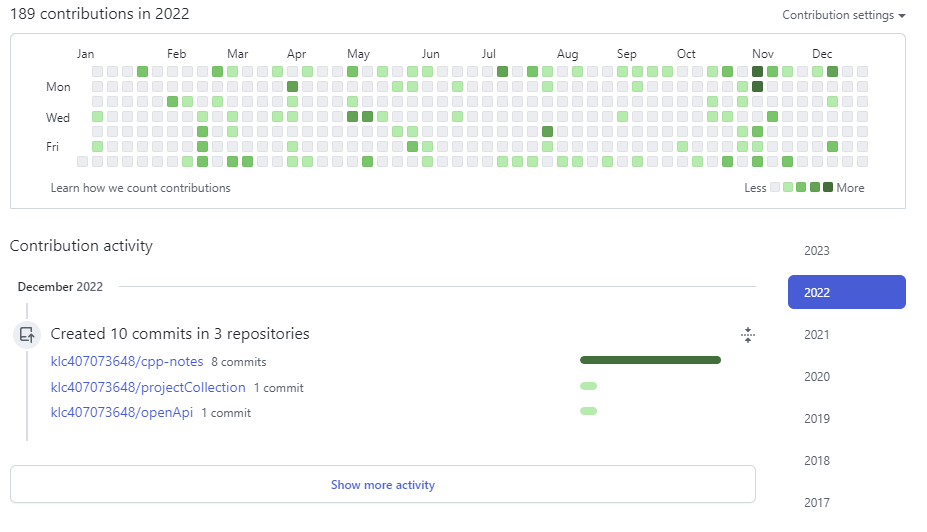 189 contributions in 2022
Contribution settings
Jan Feb Mar Apr May Jun Jul Aug Sep Oct Nov Dec
Mon
Wed
Fri
Learn how we count contributions
Less More
Contribution activity
2023
December 2022
2022
Created 10 commits in 3 repositories
2021
klc407073648/cpp-notes 8 commits
klc407073648/projectCollection 1 commit
2020
klc407073648/openApi 1 commit
2019
2018
Show more activity
2017